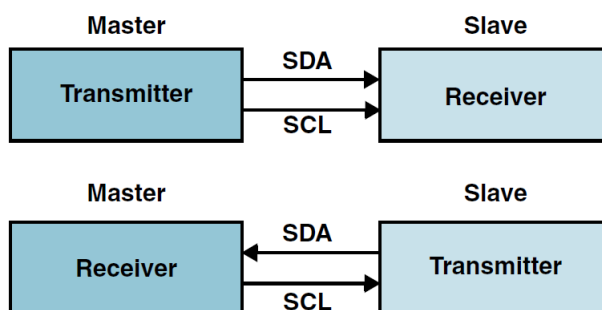 Master
Slave
Transmitter
SDA
Receiver
SCL
Master
Slave
Receiver
SDA
Transmitter
SCL